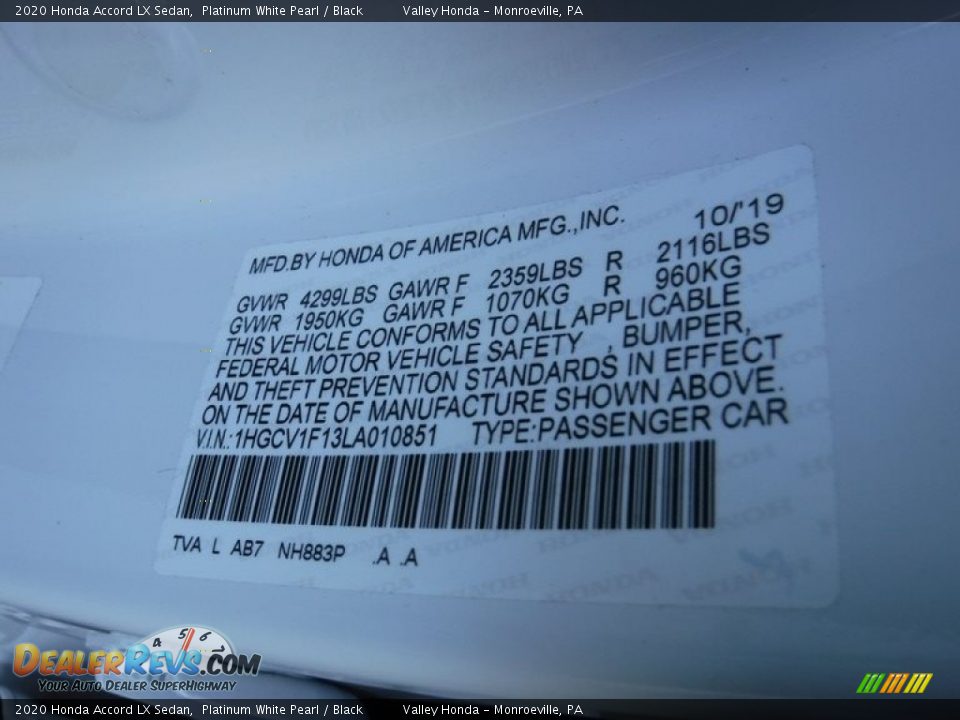 2020 Honda Accord LX Sedan, Platinum White Pearl / Black Valley Honda - Monroeville, PA
MFD.BY HONDA OF AMERICA MFG.,INC. 10/'19
GVWR 4299LBS GAWR F 2359LBS R 2116LBS
GVWR 1950KG GAWR F 1070KG R 960KG
THIS VEHICLE CONFORMS TO ALL APPLICABLE
FEDERAL MOTOR VEHICLE SAFETY , BUMPER,
AND THEFT PREVENTION STANDARDS IN EFFECT
ON THE DATE OF MANUFACTURE SHOWN ABOVE.
V.I.N.:1HGCV1F13LA010851 TYPE:PASSENGER CAR
TVA L AB7 NH883P .A .A
4 5 6 7
DEALERREVS.COM
YOUR AUTO DEALER SUPERHIGHWAY
2020 Honda Accord LX Sedan, Platinum White Pearl / Black Valley Honda - Monroeville, PA